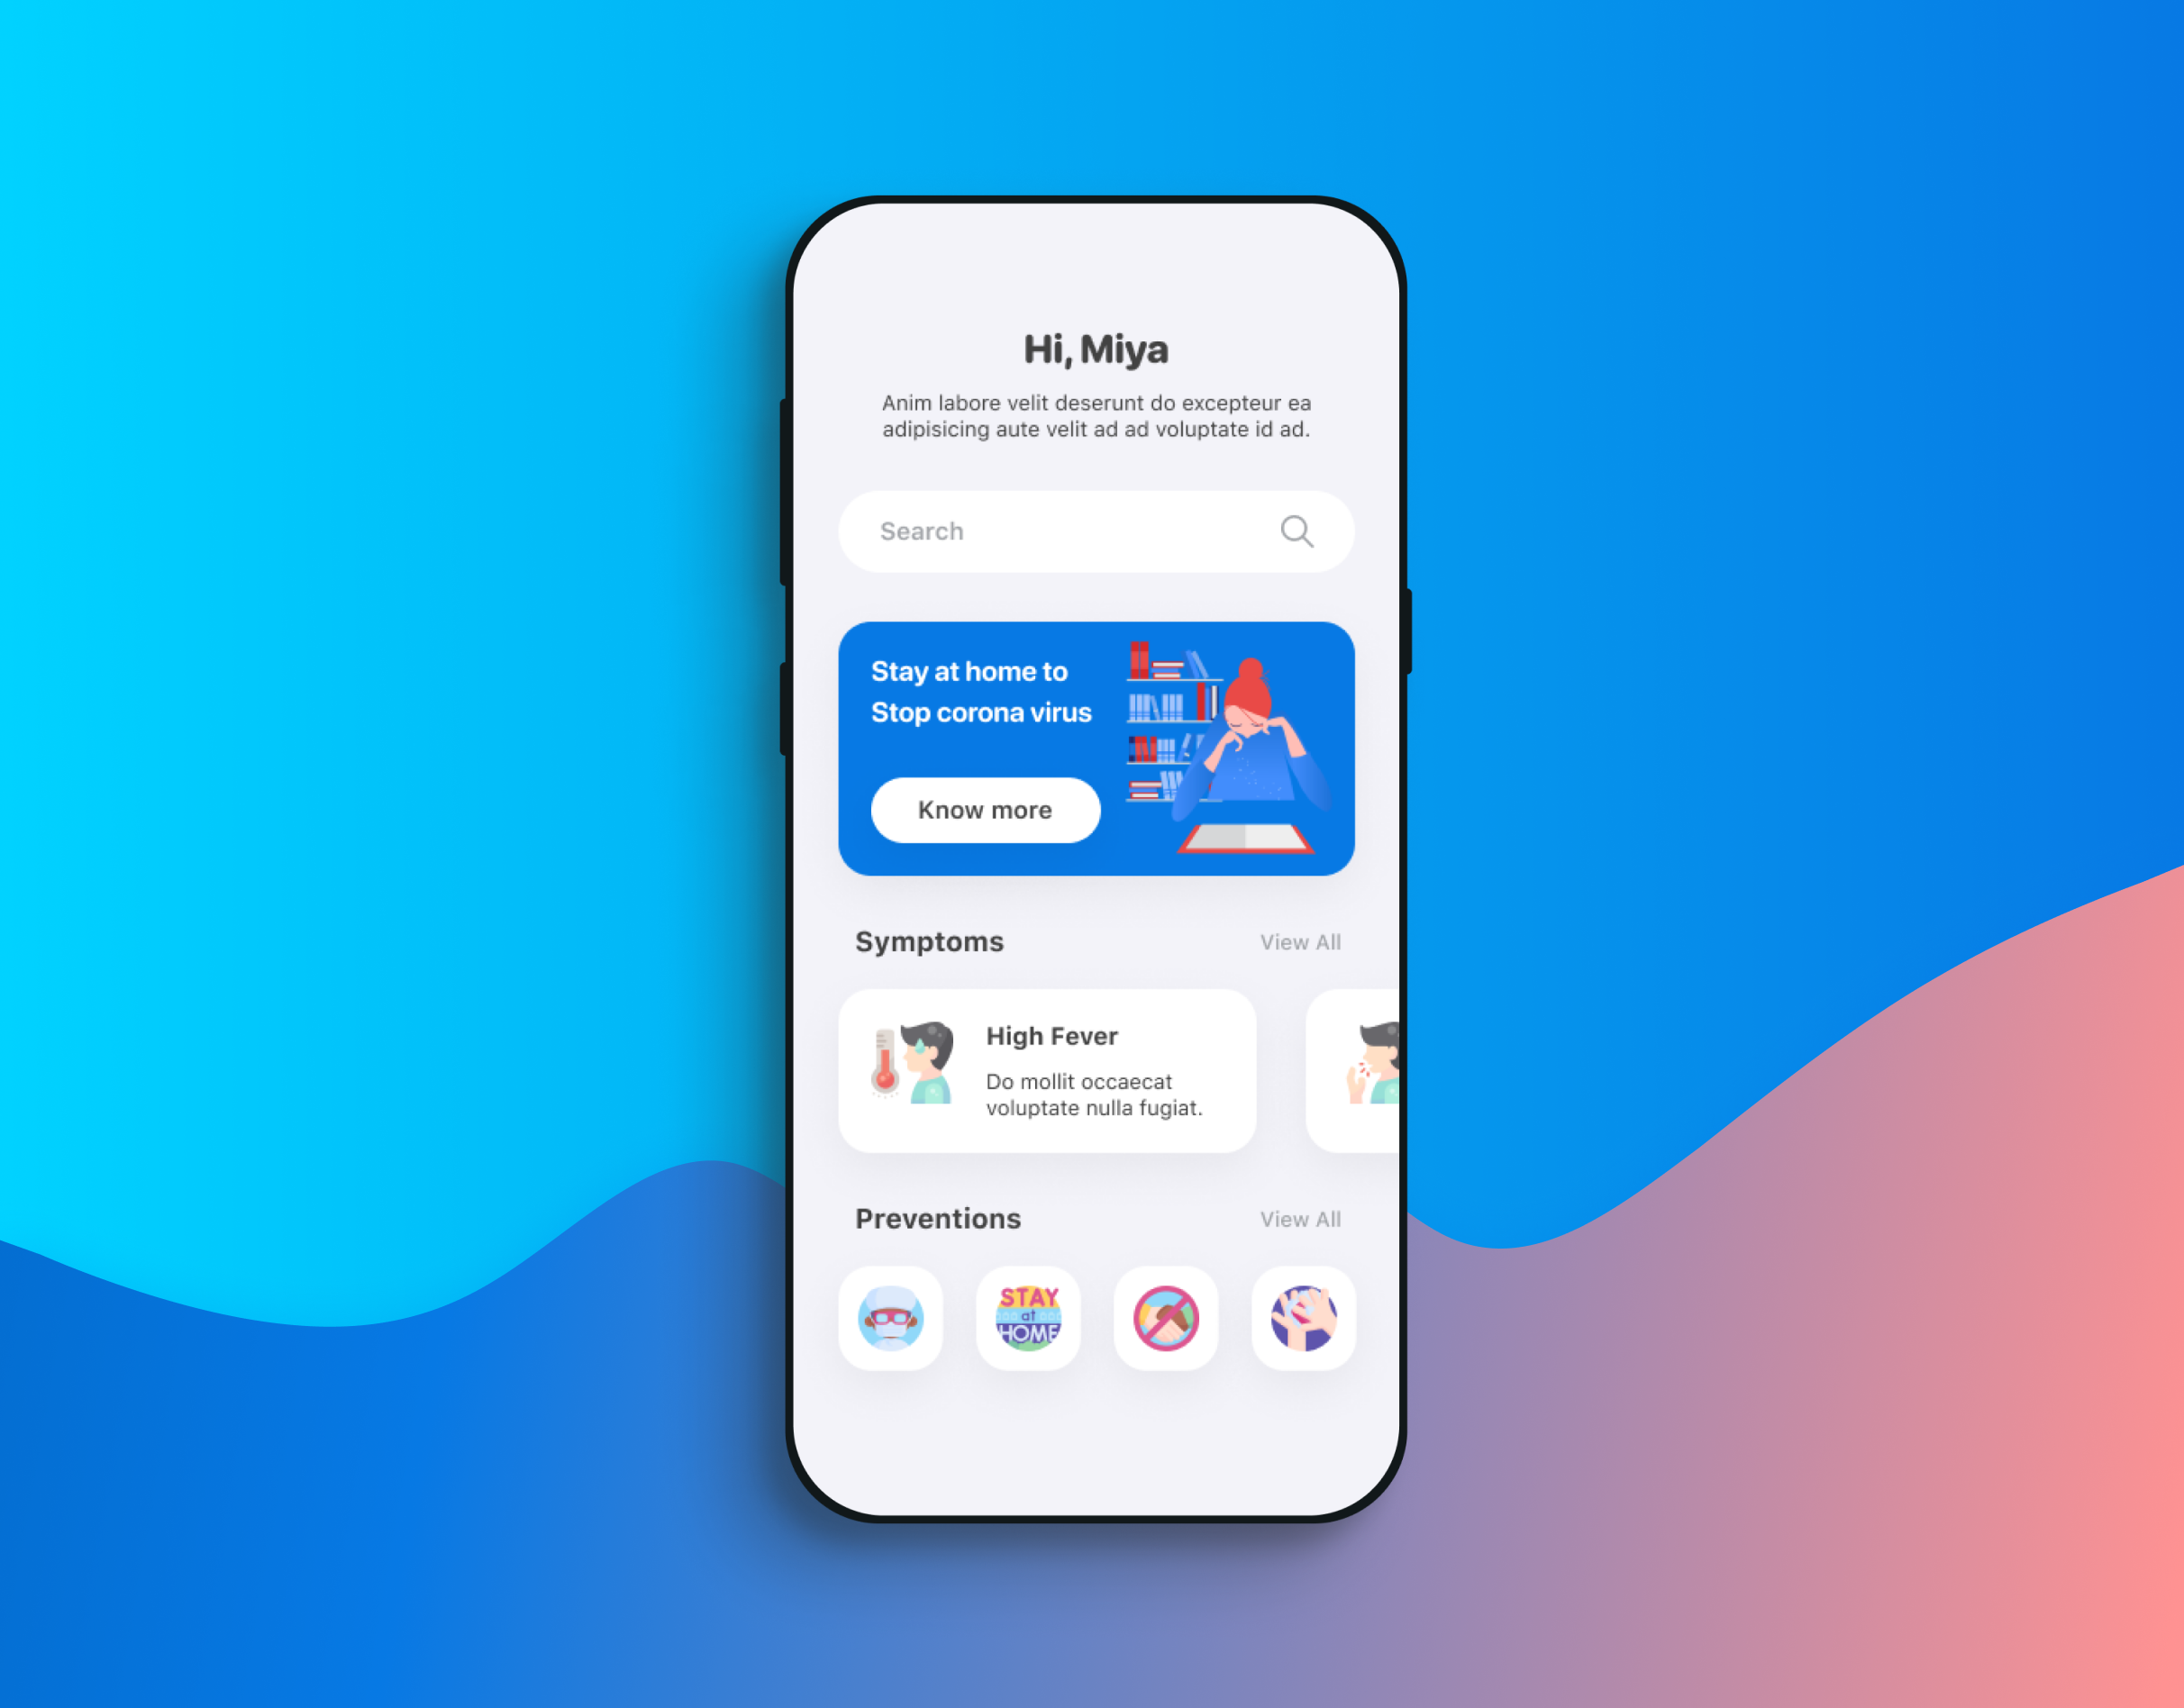 Hi, Miya
Anim labore velit deserunt do excepteur ea
adipisicing aute velit ad ad voluptate id ad.
Search
Stay at home to
Stop corona virus
Know more
Symptoms
View All
High Fever
Do mollit occaecat
voluptate nulla fugiat.
Preventions
View All
STAY
at
HOME